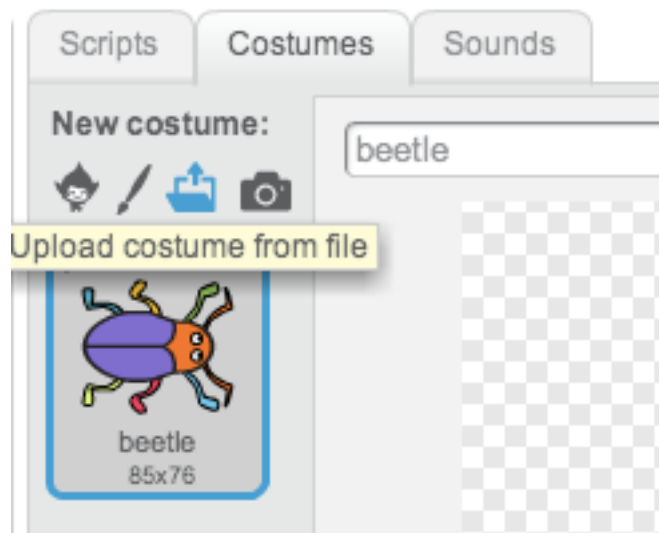 Scripts Costumes Sounds
New costume:
beetle
Upload costume from file
beetle
85x76